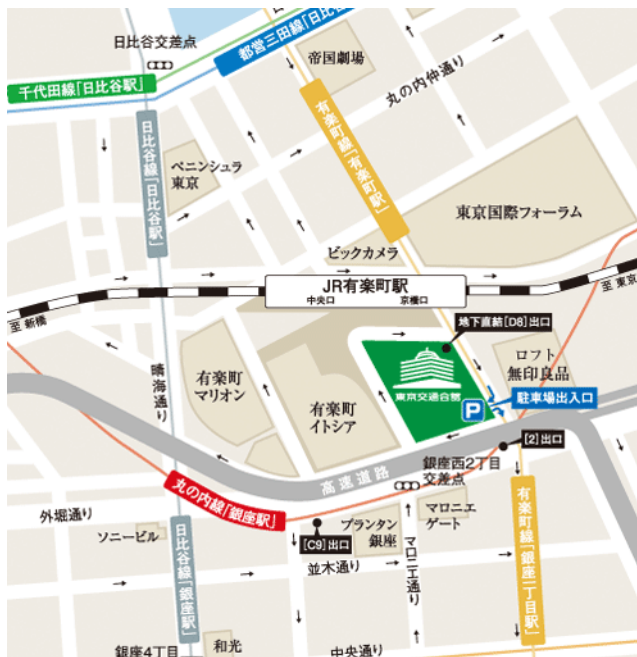 都営三田線「日比
日比谷交差点
帝国劇場
千代田線「日比谷駅」
丸の内仲通り
有楽町線「有楽町駅」
日比谷線「日比谷駅」
ペニンシュラ
東京
東京国際フォーラム
ビックカメラ
JR有楽町駅
中央口
京橋口
至 東京
至 新橋
地下直結[D8]出口
ロフト
無印良品
晴海通り
有楽町
マリオン
有楽町
イトシア
東京交通会館
P
駐車場出入口
[2]出口
高速道路
銀座西2丁目
交差点
丸の内線「銀座駅」
外堀通り
ソニービル
[C9]出口
プランタン
銀座
マロニエ
ゲート
マロニエ通り
有楽町線「銀座一丁目駅」
日比谷線「銀座駅」
並木通り
銀座4丁目
和光
中央通り